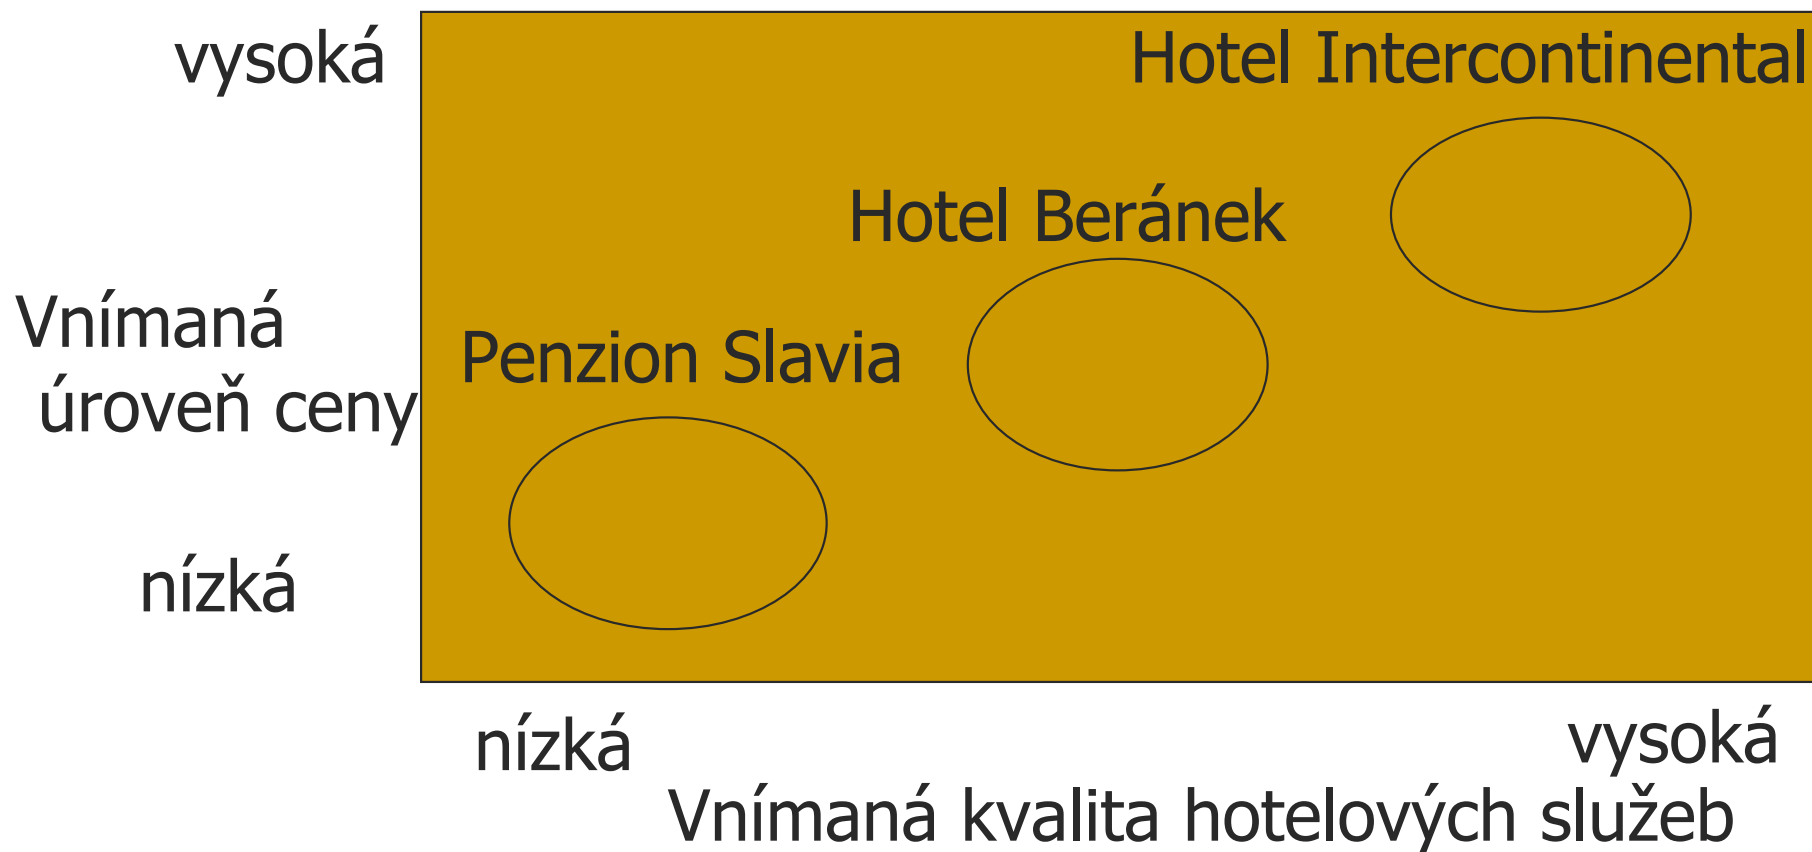 vysoká
Hotel Intercontinental
Hotel Beránek
Vnímaná
úroveň ceny
Penzion Slavia
nízká
nízká
vysoká
Vnímaná kvalita hotelových služeb